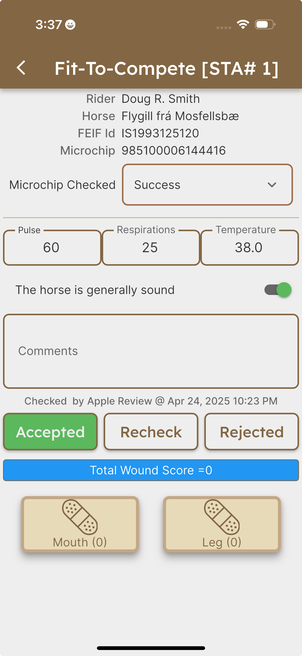 3:37
Fit-To-Compete [STA# 1]
Rider Doug R. Smith
Horse Flygill frá Mosfellsbæ
FEIF Id IS1993125120
Microchip 985100006144416
Microchip Checked Success
Pulse Respirations Temperature
60 25 38.0
The horse is generally sound
Comments
Checked by Apple Review @ Apr 24, 2025 10:23 PM
Accepted Recheck Rejected
Total Wound Score =0
Mouth (0) Leg (0)